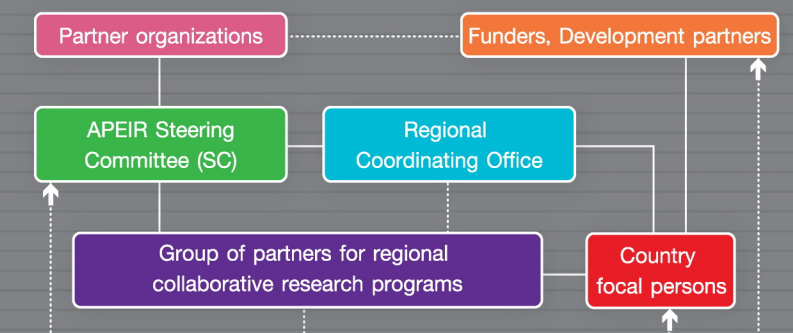 Partner organizations
Funders, Development partners
APEIR Steering
Committee (SC)
Regional
Coordinating Office
Group of partners for regional
collaborative research programs
Country
focal persons